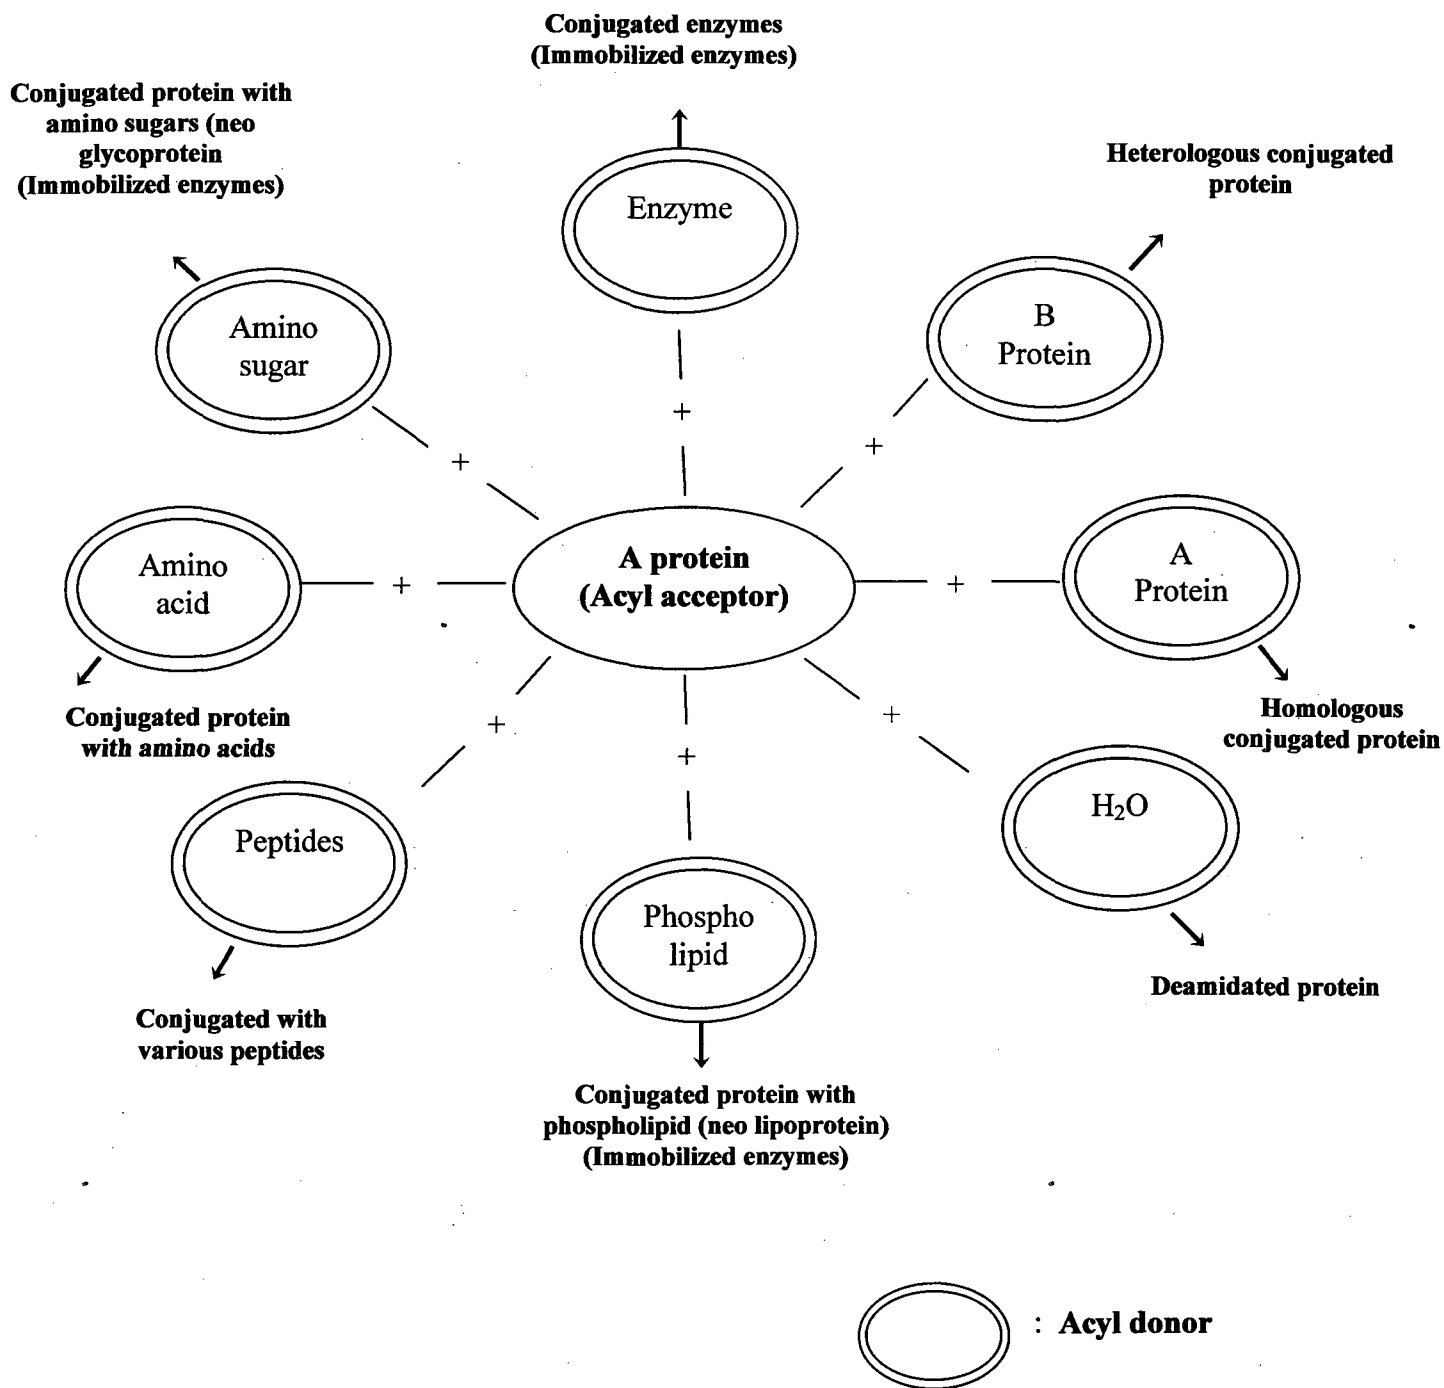 Conjugated enzymes
(Immobilized enzymes)
Conjugated protein with
amino sugars (neo
glycoprotein
(Immobilized enzymes)
Heterologous conjugated
protein
Enzyme
B
Protein
Amino
sugar
+
+
+
A protein
(Acyl acceptor)
Amino
acid
+
+
A
Protein
Conjugated protein
with amino acids
Homologous
conjugated protein
+
+
+
Peptides
H₂O
Phospho
lipid
Conjugated with
various peptides
Deamidated protein
Conjugated protein with
phospholipid (neo lipoprotein)
(Immobilized enzymes)
: Acyl donor